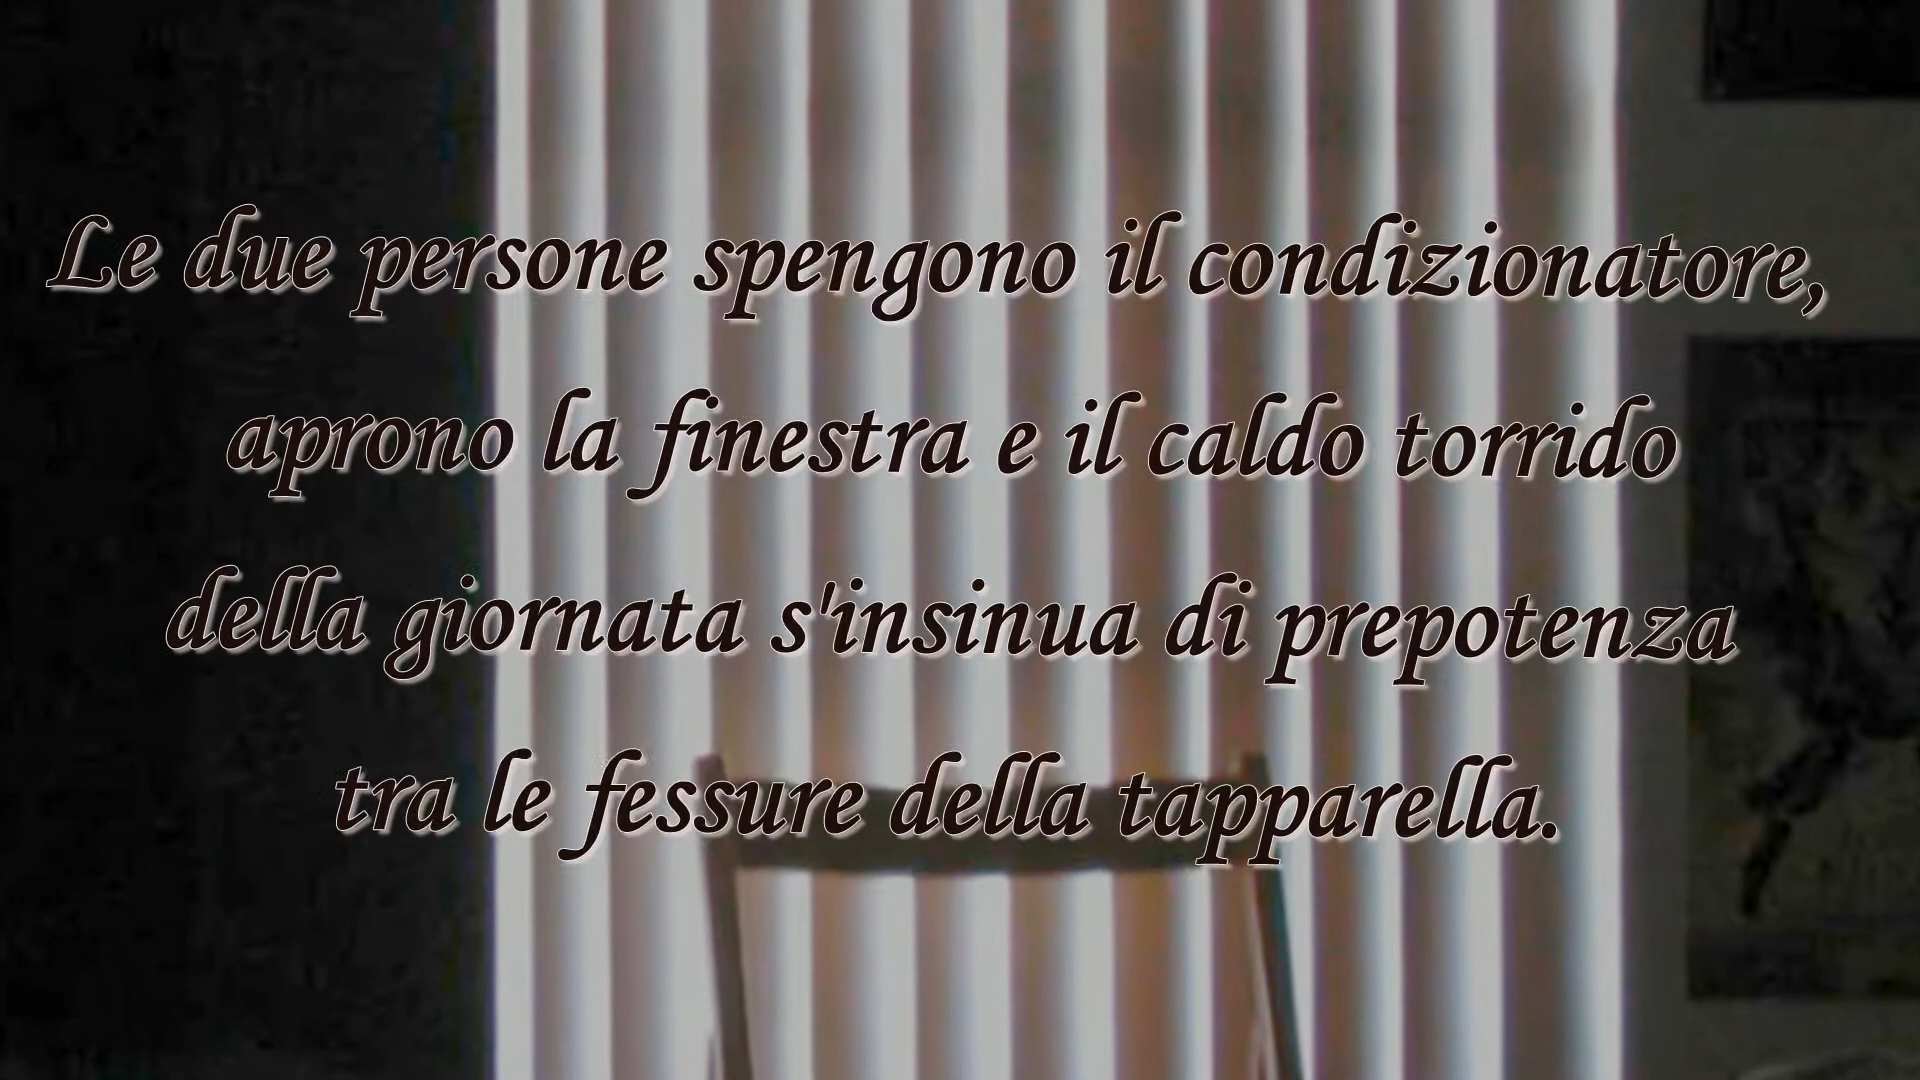 Le due persone spengono il condizionatore,
aprono la finestra e il caldo torrido
della giornata s'insinua di prepotenza
tra le fessure della tapparella.